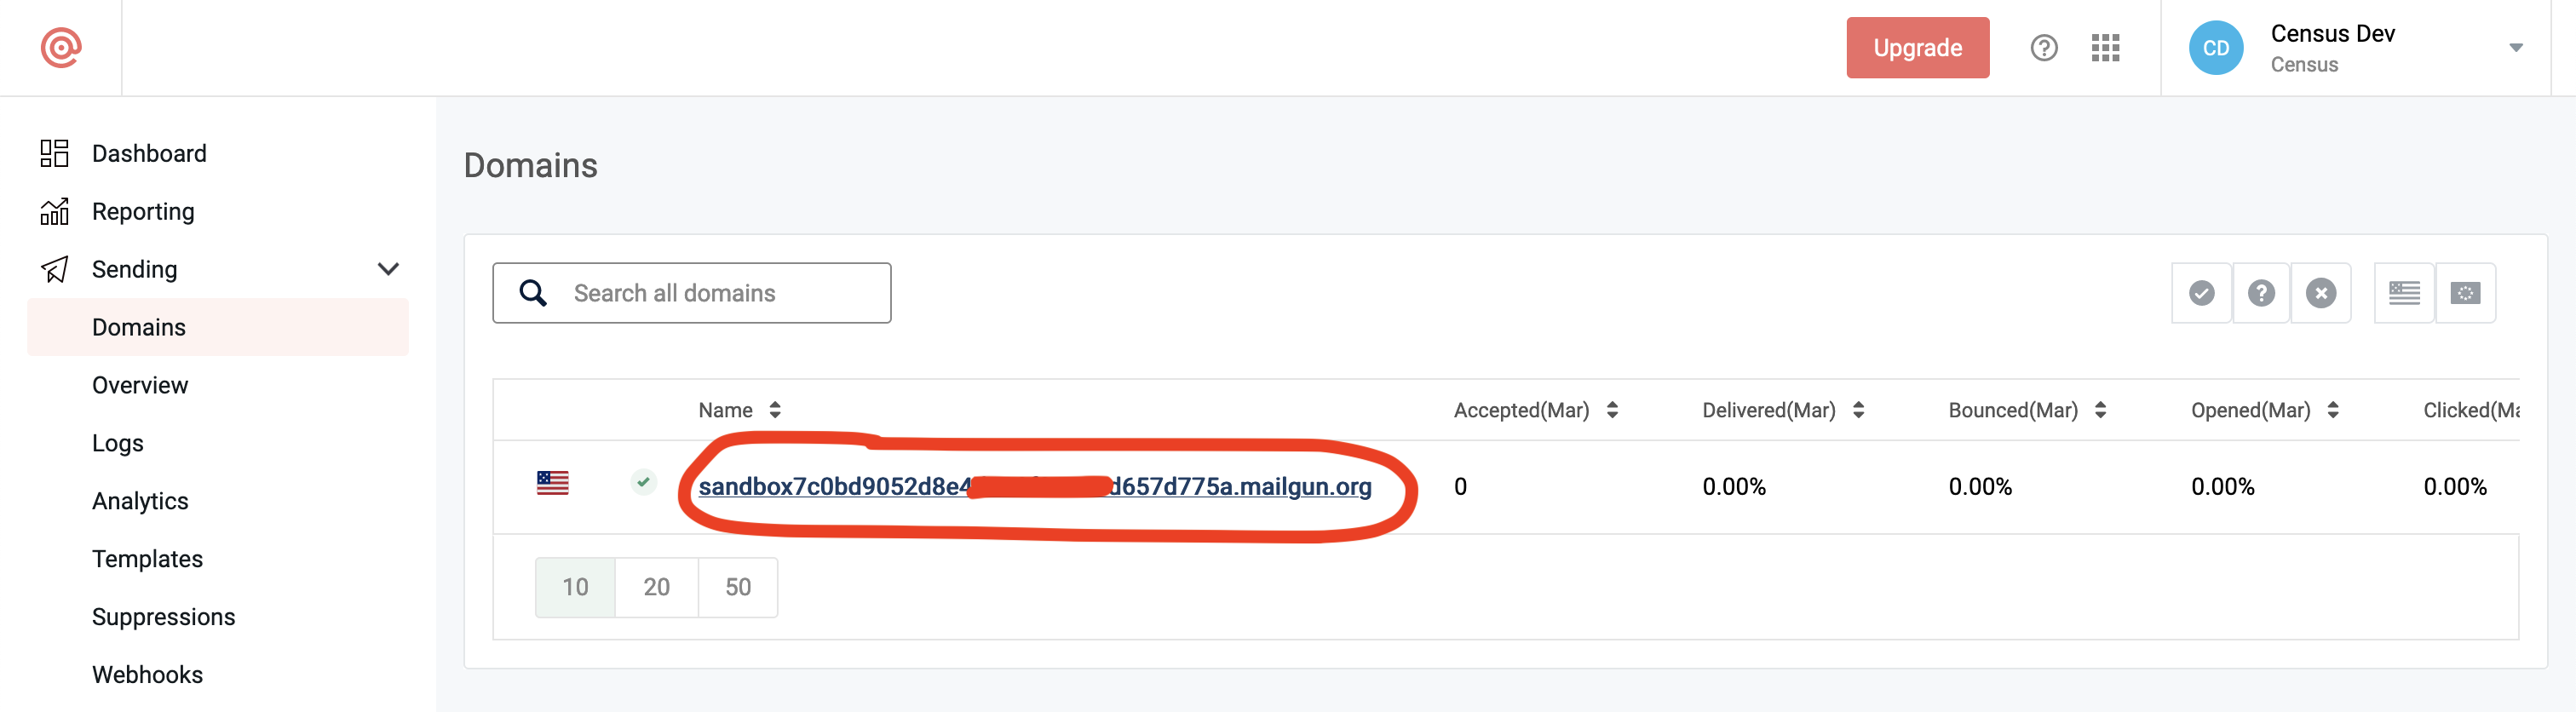 Upgrade
CD
Census Dev
Census
Dashboard
Reporting
Sending
Domains
Overview
Logs
Analytics
Templates
Suppressions
Webhooks
Domains
Search all domains
Name Accepted(Mar) Delivered(Mar) Bounced(Mar) Opened(Mar) Clicked(Ma
sandbox7c0bd9052d8e4 d657d775a.mailgun.org 0 0.00% 0.00% 0.00% 0.00%
10 20 50